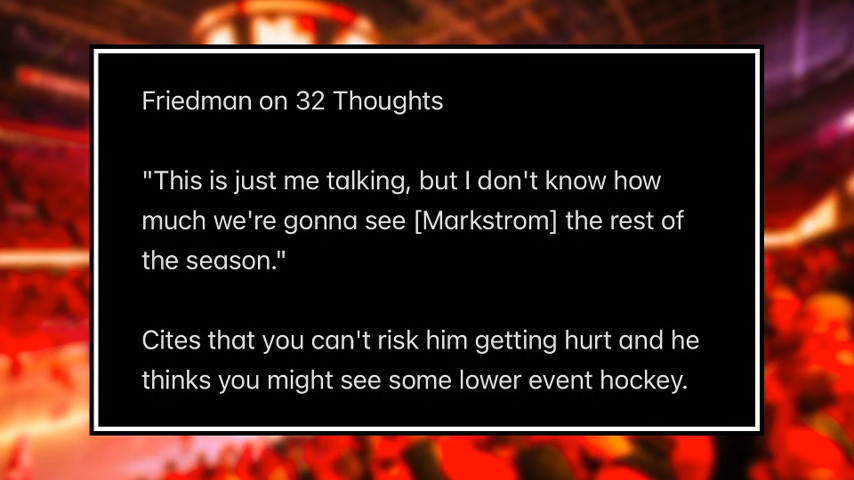 Friedman on 32 Thoughts
"This is just me talking, but I don't know how
much we're gonna see [Markstrom] the rest of
the season."
Cites that you can't risk him getting hurt and he
thinks you might see some lower event hockey.